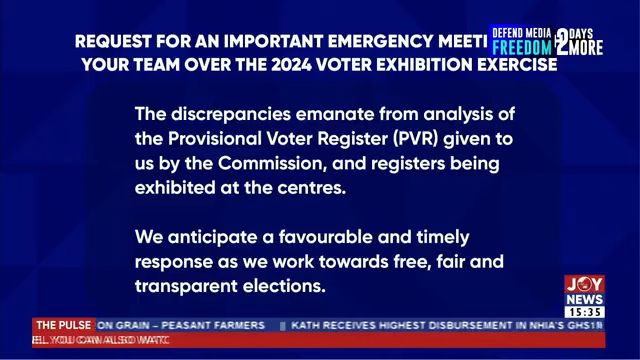 REQUEST FOR AN IMPORTANT EMERGENCY
YOUR TEAM OVER THE 2024 VOTER EXHIBITION EXERCISE
DEFEND MEDIA
FREEDOM
2 DAYS
MORE
The discrepancies emanate from analysis of
the Provisional Voter Register (PVR) given to
us by the Commission, and registers being
exhibited at the centres.
We anticipate a favourable and timely
response as we work towards free, fair and
transparent elections.
JOY
NEWS
15:35
THE PULSE
ON GRAIN – PEASANT FARMERS || KATH RECEIVES HIGHEST DISBURSEMENT IN NHIA'S
YOU CAN ALSO